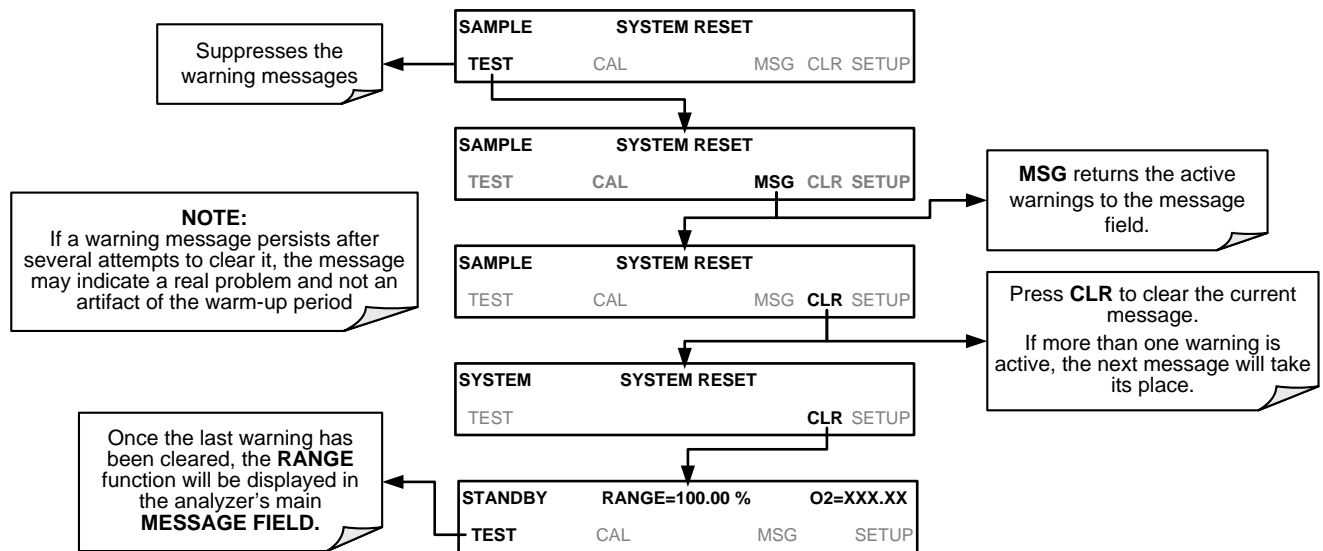 SAMPLE SYSTEM RESET
TEST CAL MSG CLR SETUP
Suppresses the
warning messages
SAMPLE SYSTEM RESET
TEST CAL MSG CLR SETUP
MSG returns the active
warnings to the message
field.
NOTE:
If a warning message persists after
several attempts to clear it, the message
may indicate a real problem and not an
artifact of the warm-up period
SAMPLE SYSTEM RESET
TEST CAL MSG CLR SETUP
Press CLR to clear the current
message.
If more than one warning is
active, the next message will take
its place.
SYSTEM SYSTEM RESET
TEST CLR SETUP
Once the last warning has
been cleared, the RANGE
function will be displayed in
the analyzer’s main
MESSAGE FIELD.
STANDBY RANGE=100.00 % O2=XXX.XX
TEST CAL MSG SETUP